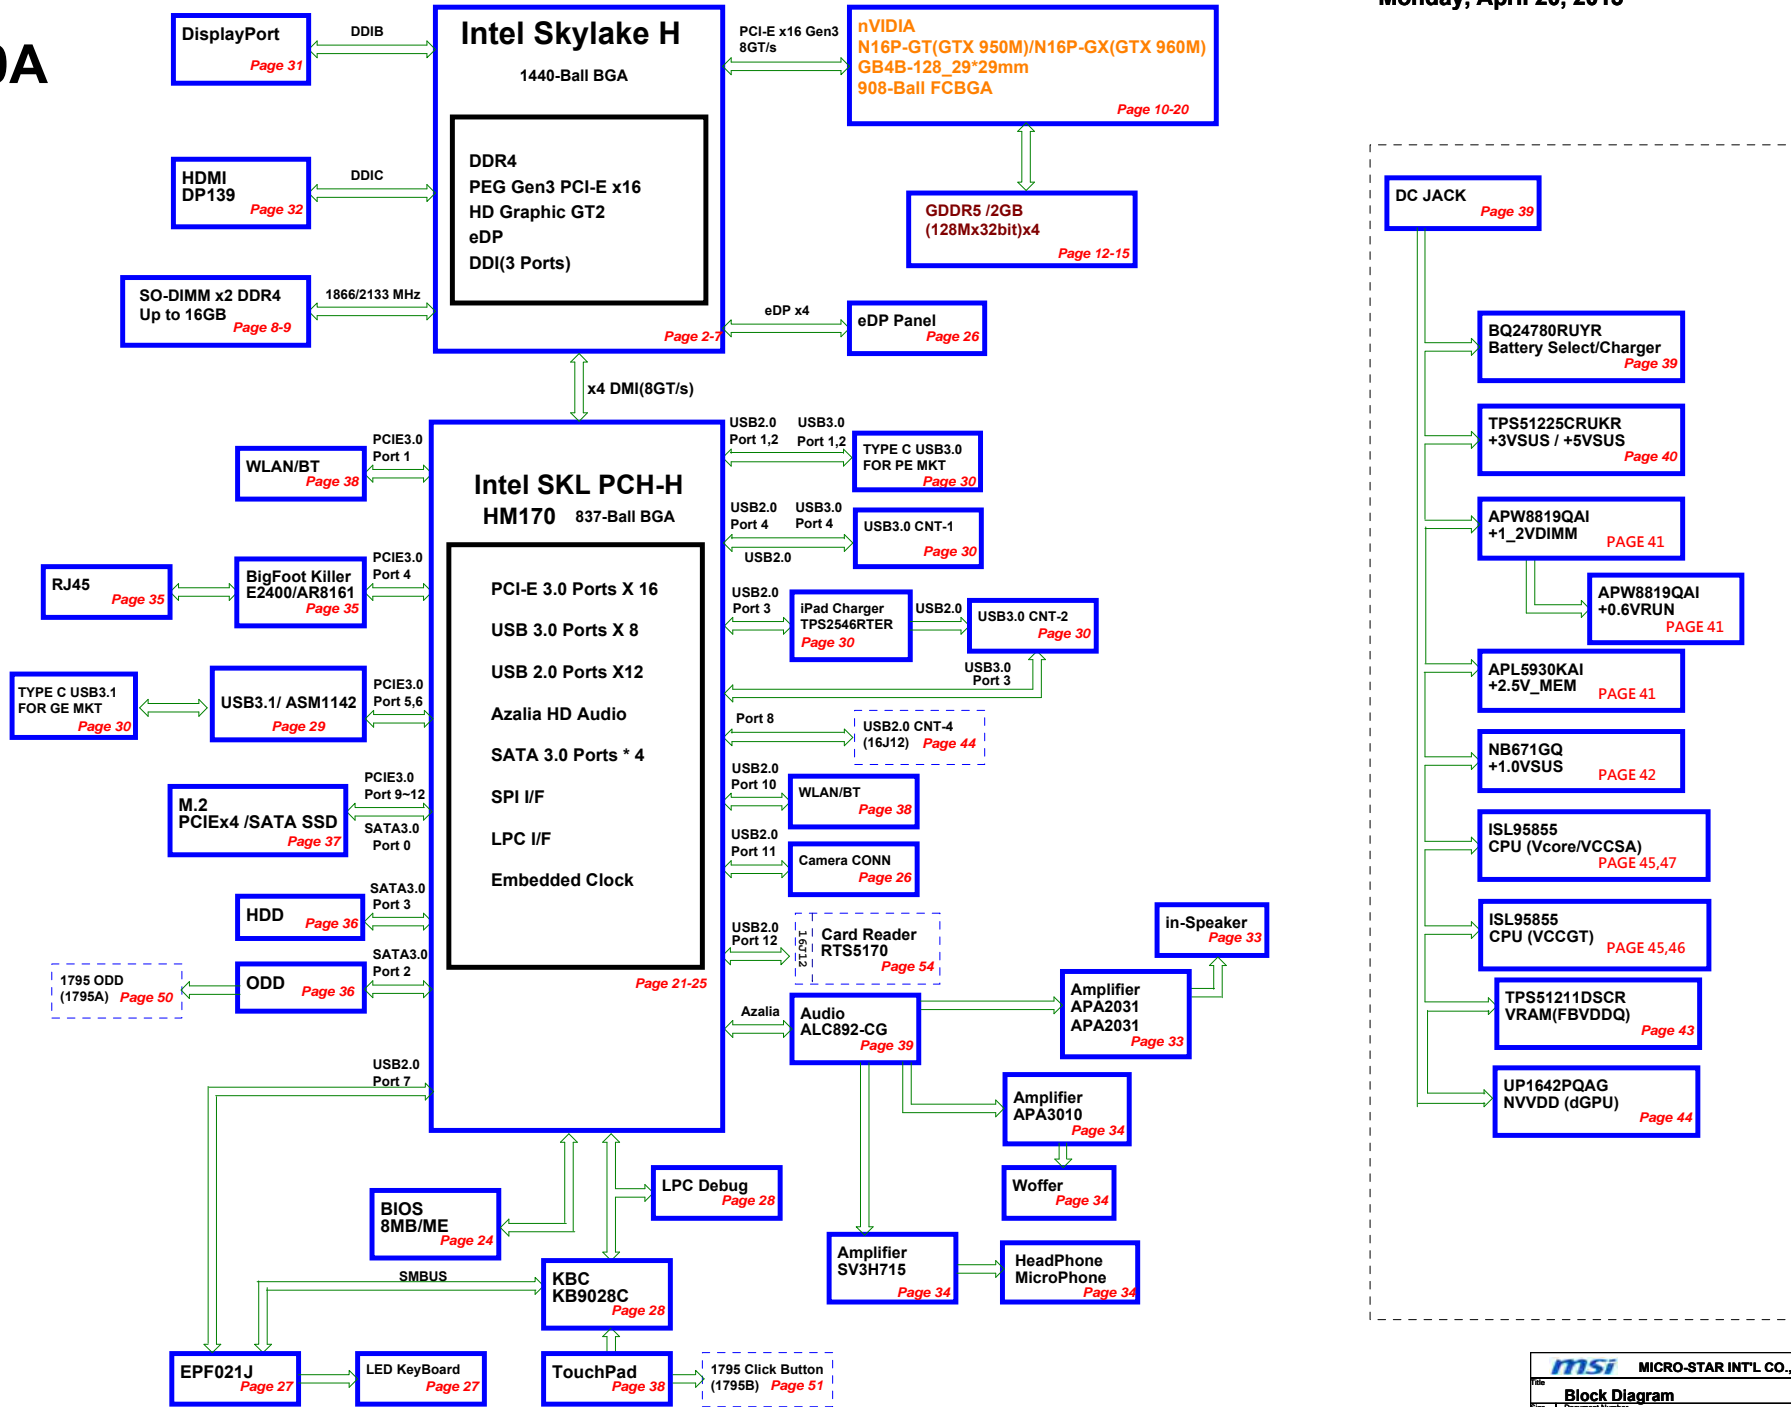 0A
DisplayPort
Page 31
DDIB
Intel Skylake H
1440-Ball BGA
DDR4
PEG Gen3 PCI-E x16
HD Graphic GT2
eDP
DDI(3 Ports)
Page 2-7
PCI-E x16 Gen3
8GT/s
nVIDIA
N16P-GT(GTX 950M)/N16P-GX(GTX 960M)
GB4B-128_29*29mm
908-Ball FCBGA
Page 10-20
GDDR5 /2GB
(128Mx32bit)x4
Page 12-15
HDMI
DP139
Page 32
DDIC
SO-DIMM x2 DDR4
Up to 16GB
Page 8-9
1866/2133 MHz
eDP x4
eDP Panel
Page 26
x4 DMI(8GT/s)
Intel SKL PCH-H
HM170 837-Ball BGA
PCI-E 3.0 Ports X 16
USB 3.0 Ports X 8
USB 2.0 Ports X12
Azalia HD Audio
SATA 3.0 Ports * 4
SPI I/F
LPC I/F
Embedded Clock
Page 21-25
WLAN/BT
Page 38
PCIE3.0
Port 1
RJ45
Page 35
BigFoot Killer
E2400/AR8161
Page 35
PCIE3.0
Port 4
TYPE C USB3.1
FOR GE MKT
Page 30
USB3.1/ ASM1142
Page 29
PCIE3.0
Port 5,6
M.2
PCIEx4 /SATA SSD
Page 37
PCIE3.0
Port 9~12
SATA3.0
Port 0
HDD
Page 36
SATA3.0
Port 3
1795 ODD
(1795A) Page 50
ODD
Page 36
SATA3.0
Port 2
USB2.0
Port 7
USB2.0
Port 1,2
USB3.0
Port 1,2
TYPE C USB3.0
FOR PE MKT
Page 30
USB2.0
Port 4
USB3.0
Port 4
USB2.0
USB3.0 CNT-1
Page 30
USB2.0
Port 3
iPad Charger
TPS2546RTER
Page 30
USB2.0
USB3.0 CNT-2
Page 30
USB3.0
Port 3
Port 8
USB2.0 CNT-4
(16J12) Page 44
USB2.0
Port 10
WLAN/BT
Page 38
USB2.0
Port 11
Camera CONN
Page 26
USB2.0
Port 12
16J12
Card Reader
RTS5170
Page 54
Azalia
Audio
ALC892-CG
Page 39
Amplifier
APA2031
APA2031
Page 33
in-Speaker
Page 33
Amplifier
APA3010
Page 34
Woffer
Page 34
Amplifier
SV3H715
Page 34
HeadPhone
MicroPhone
Page 34
BIOS
8MB/ME
Page 24
LPC Debug
Page 28
SMBUS
KBC
KB9028C
Page 28
EPF021J
Page 27
LED KeyBoard
Page 27
TouchPad
Page 38
1795 Click Button
(1795B) Page 51
DC JACK
Page 39
BQ24780RUYR
Battery Select/Charger
Page 39
TPS51225CRUKR
+3VSUS / +5VSUS
Page 40
APW8819QAI
+1_2VDIMM
PAGE 41
APW8819QAI
+0.6VRUN
PAGE 41
APL5930KAI
+2.5V_MEM
PAGE 41
NB671GQ
+1.0VSUS
PAGE 42
ISL95855
CPU (Vcore/VCCSA)
PAGE 45,47
ISL95855
CPU (VCCGT)
PAGE 45,46
TPS51211DSCR
VRAM(FBVDDQ)
Page 43
UP1642PQAG
NVVDD (dGPU)
Page 44
msi MICRO-STAR INT'L CO.,
Title
Block Diagram